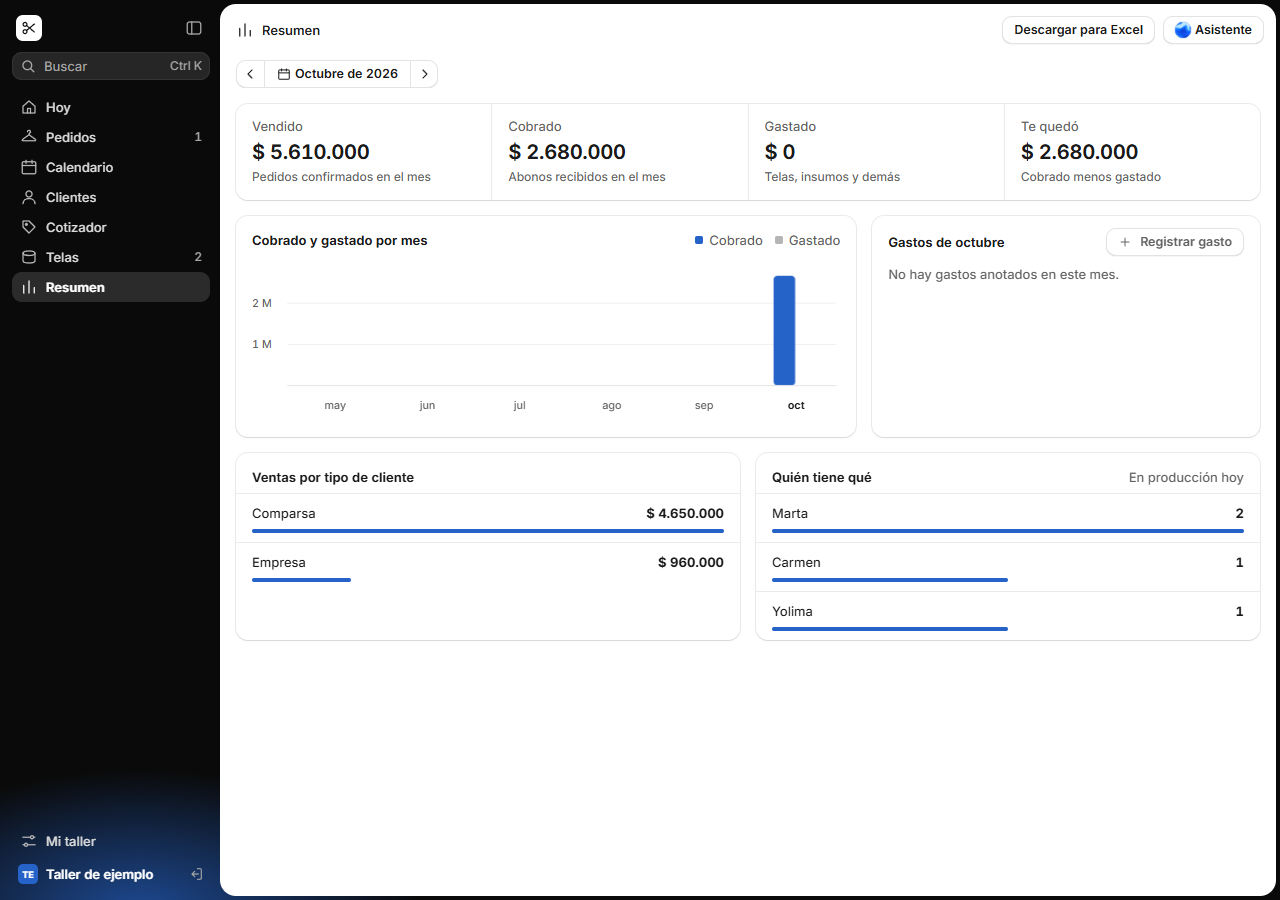 Buscar
Ctrl K
Hoy
Pedidos 1
Calendario
Clientes
Cotizador
Telas 2
Resumen
Mi taller
TE Taller de ejemplo
Resumen
Descargar para Excel
Asistente
Octubre de 2026
Vendido
$ 5.610.000
Pedidos confirmados en el mes
Cobrado
$ 2.680.000
Abonos recibidos en el mes
Gastado
$ 0
Telas, insumos y demás
Te quedó
$ 2.680.000
Cobrado menos gastado
Cobrado y gastado por mes
Cobrado Gastado
2 M
1 M
may jun jul ago sep oct
Gastos de octubre
+ Registrar gasto
No hay gastos anotados en este mes.
Ventas por tipo de cliente
Comparsa $ 4.650.000
Empresa $ 960.000
Quién tiene qué
En producción hoy
Marta 2
Carmen 1
Yolima 1